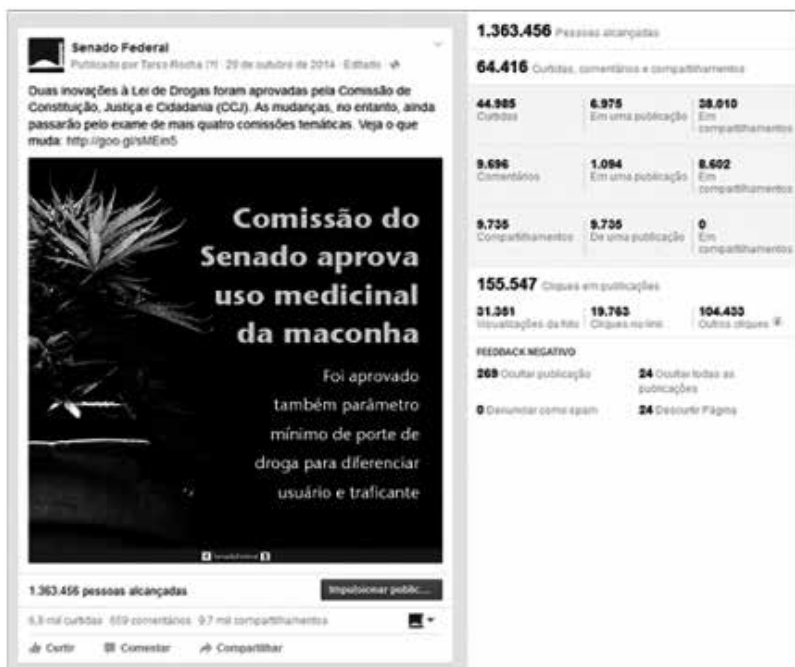 Senado Federal
Publicado por Tarso Rocha [?] · 29 de outubro de 2014 · Editado
Duas inovações à Lei de Drogas foram aprovadas pela Comissão de
Constituição, Justiça e Cidadania (CCJ). As mudanças, no entanto, ainda
passarão pelo exame de mais quatro comissões temáticas. Veja o que
muda: http://goo.gl/sMEin5
Comissão do
Senado aprova
uso medicinal
da maconha
Foi aprovado
também parâmetro
mínimo de porte de
droga para diferenciar
usuário e traficante
SenadoFederal
1.363.456 pessoas alcançadas
Impulsionar public...
6,9 mil curtidas 659 comentários 9,7 mil compartilhamentos
Curtir Comentar Compartilhar
1.363.456 Pessoas alcançadas
64.416 Curtidas, comentários e compartilhamentos
44.985 6.975 38.010
Curtidas Em uma publicação Em
compartilhamentos
9.696 1.094 8.602
Comentários Em uma publicação Em
compartilhamentos
9.735 9.735 0
Compartilhamentos De uma publicação Em
compartilhamentos
155.547 Cliques em publicações
31.351 19.763 104.433
Visualizações da foto Cliques no link Outros cliques
FEEDBACK NEGATIVO
269 Ocultar publicação 24 Ocultar todas as
publicações
0 Denunciar como spam 24 Descurtir Página